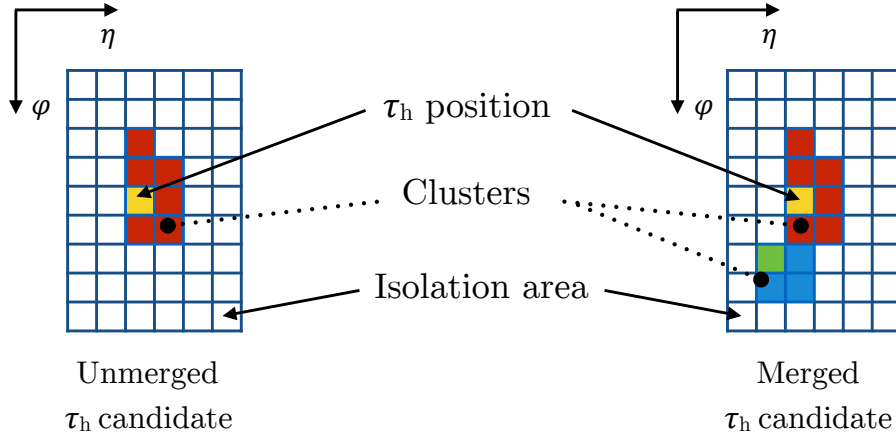 η
η
φ
φ
τh position
Clusters
Isolation area
Unmerged
τh candidate
Merged
τh candidate